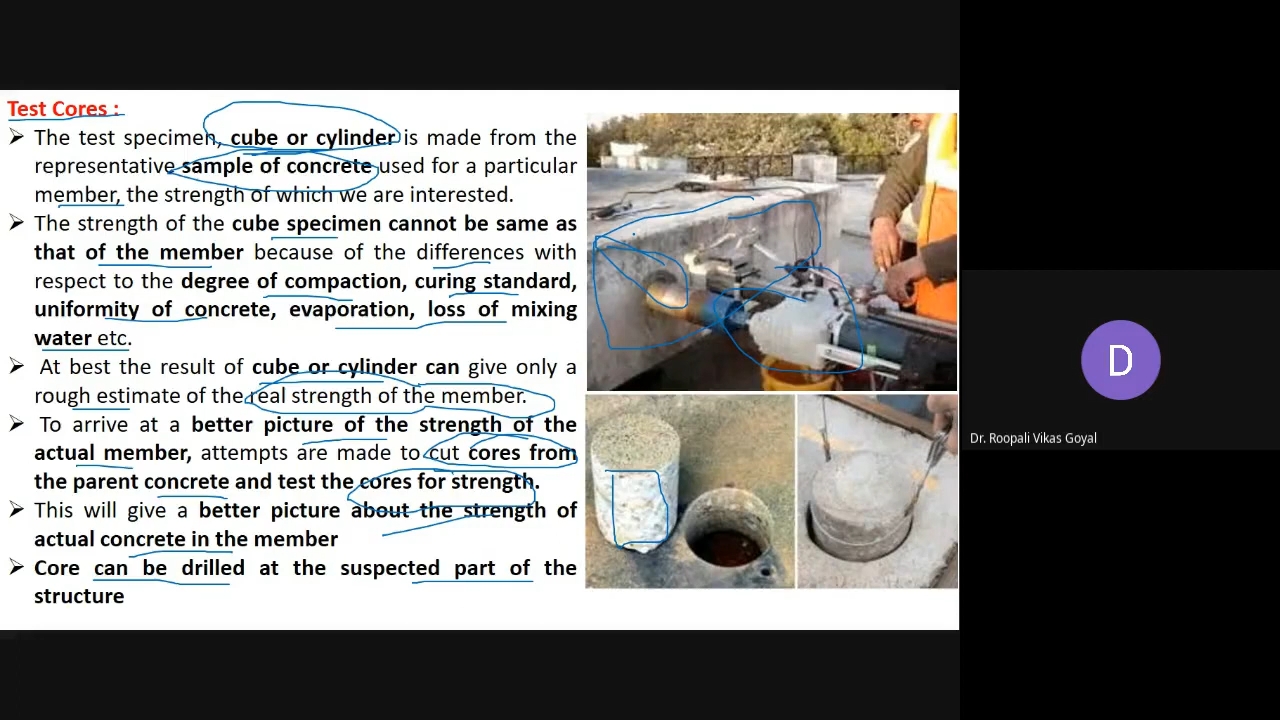 Test Cores :
➢ The test specimen, cube or cylinder is made from the
representative sample of concrete used for a particular
member, the strength of which we are interested.
➢ The strength of the cube specimen cannot be same as
that of the member because of the differences with
respect to the degree of compaction, curing standard,
uniformity of concrete, evaporation, loss of mixing
water etc.
➢ At best the result of cube or cylinder can give only a
rough estimate of the real strength of the member.
➢ To arrive at a better picture of the strength of the
actual member, attempts are made to cut cores from
the parent concrete and test the cores for strength.
➢ This will give a better picture about the strength of
actual concrete in the member
➢ Core can be drilled at the suspected part of the
structure
D
Dr. Roopali Vikas Goyal